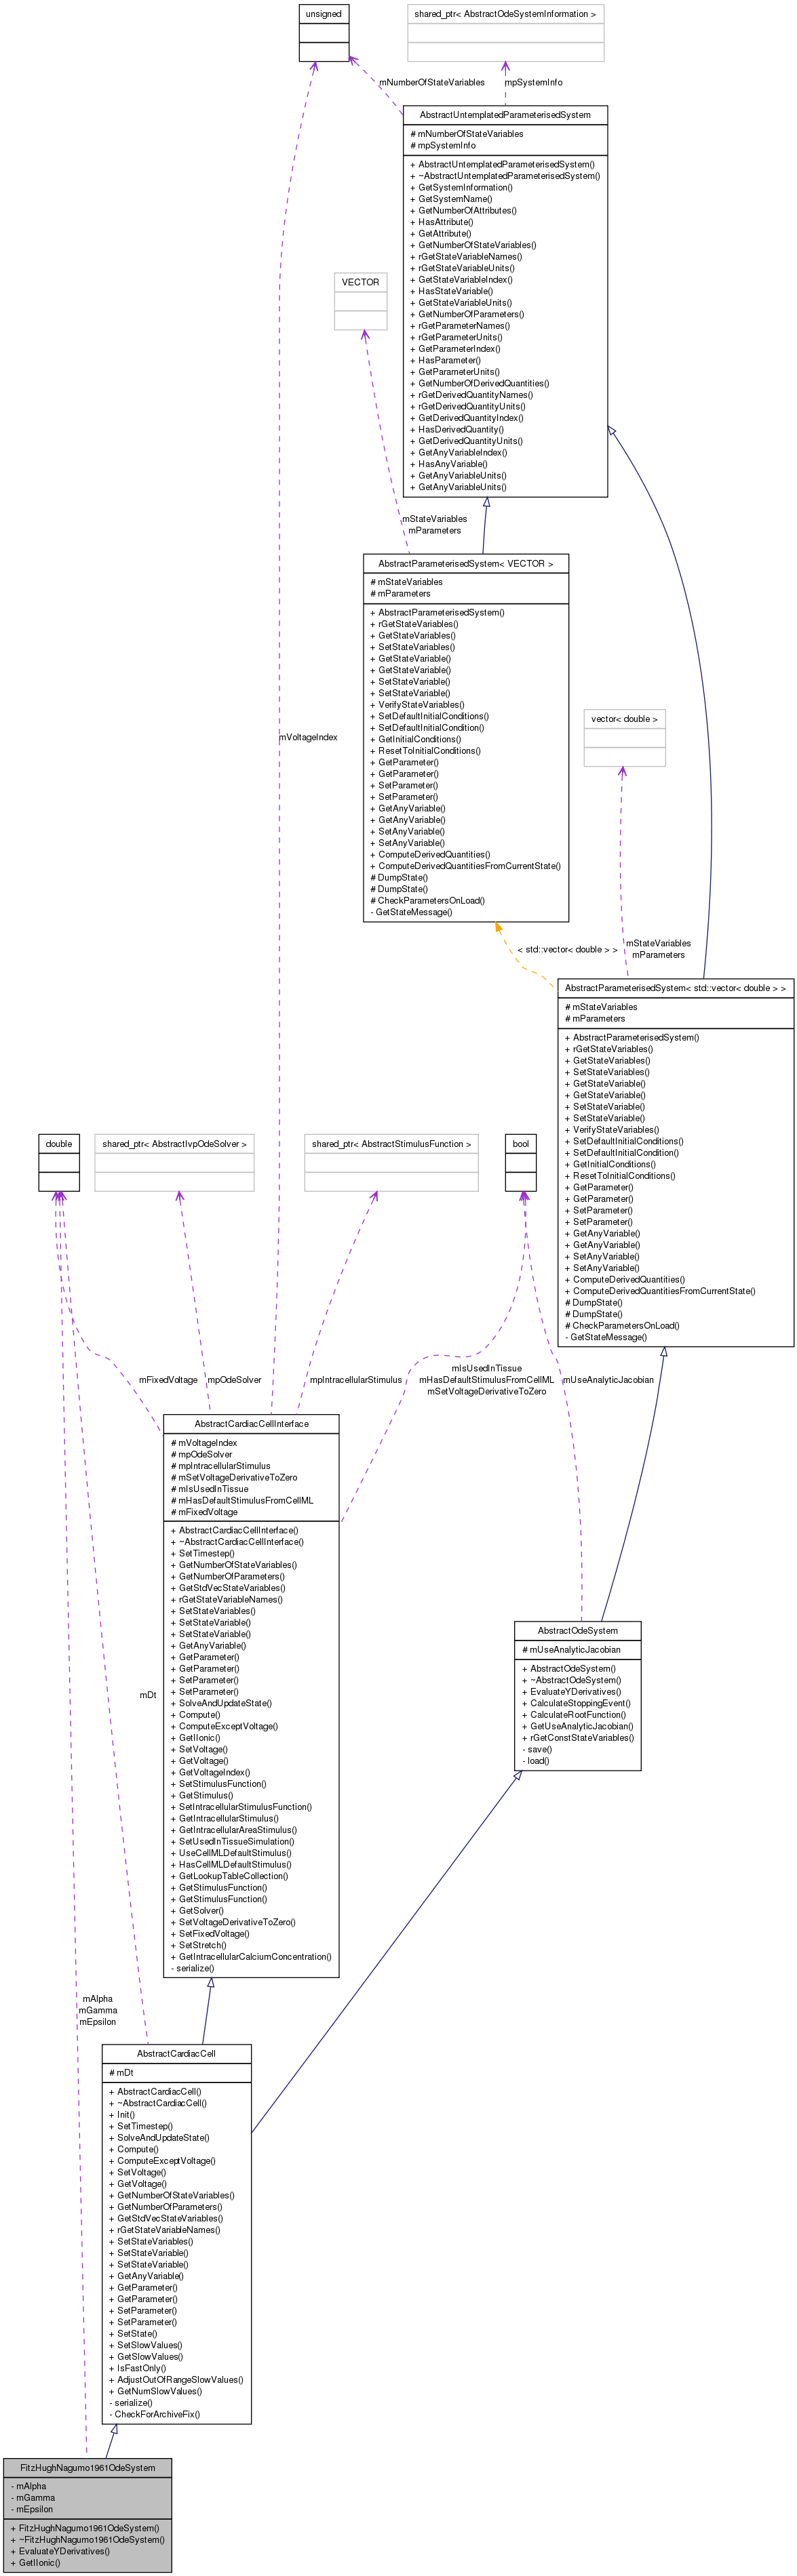 unsigned
shared_ptr< AbstractOdeSystemInformation >
mNumberOfStateVariables
mpSystemInfo
AbstractUntemplatedParameterisedSystem
# mNumberOfStateVariables
# mpSystemInfo
+ AbstractUntemplatedParameterisedSystem()
+ ~AbstractUntemplatedParameterisedSystem()
+ GetSystemInformation()
+ GetSystemName()
+ GetNumberOfAttributes()
+ HasAttribute()
+ GetAttribute()
+ GetNumberOfStateVariables()
+ rGetStateVariableNames()
+ rGetStateVariableUnits()
+ GetStateVariableIndex()
+ HasStateVariable()
+ GetStateVariableUnits()
+ GetNumberOfParameters()
+ rGetParameterNames()
+ rGetParameterUnits()
+ GetParameterIndex()
+ HasParameter()
+ GetParameterUnits()
+ GetNumberOfDerivedQuantities()
+ rGetDerivedQuantityNames()
+ rGetDerivedQuantityUnits()
+ GetDerivedQuantityIndex()
+ HasDerivedQuantity()
+ GetDerivedQuantityUnits()
+ GetAnyVariableIndex()
+ HasAnyVariable()
+ GetAnyVariableUnits()
+ GetAnyVariableUnits()
VECTOR
mStateVariables
mParameters
AbstractParameterisedSystem< VECTOR >
# mStateVariables
# mParameters
+ AbstractParameterisedSystem()
+ rGetStateVariables()
+ GetStateVariables()
+ SetStateVariables()
+ GetStateVariable()
+ GetStateVariable()
+ SetStateVariable()
+ SetStateVariable()
+ VerifyStateVariables()
+ SetDefaultInitialConditions()
+ SetDefaultInitialCondition()
+ GetInitialConditions()
+ ResetToInitialConditions()
+ GetParameter()
+ GetParameter()
+ SetParameter()
+ SetParameter()
+ GetAnyVariable()
+ GetAnyVariable()
+ SetAnyVariable()
+ SetAnyVariable()
+ ComputeDerivedQuantities()
+ ComputeDerivedQuantitiesFromCurrentState()
# DumpState()
# DumpState()
# CheckParametersOnLoad()
- GetStateMessage()
mVoltageIndex
vector< double >
< std::vector< double > >
mStateVariables
mParameters
AbstractParameterisedSystem< std::vector< double > >
# mStateVariables
# mParameters
+ AbstractParameterisedSystem()
+ rGetStateVariables()
+ GetStateVariables()
+ SetStateVariables()
+ GetStateVariable()
+ GetStateVariable()
+ SetStateVariable()
+ SetStateVariable()
+ VerifyStateVariables()
+ SetDefaultInitialConditions()
+ SetDefaultInitialCondition()
+ GetInitialConditions()
+ ResetToInitialConditions()
+ GetParameter()
+ GetParameter()
+ SetParameter()
+ SetParameter()
+ GetAnyVariable()
+ GetAnyVariable()
+ SetAnyVariable()
+ SetAnyVariable()
+ ComputeDerivedQuantities()
+ ComputeDerivedQuantitiesFromCurrentState()
# DumpState()
# DumpState()
# CheckParametersOnLoad()
- GetStateMessage()
double
shared_ptr< AbstractIvpOdeSolver >
shared_ptr< AbstractStimulusFunction >
bool
mFixedVoltage
mpOdeSolver
mpIntracellularStimulus
mIsUsedInTissue
mHasDefaultStimulusFromCellML
mSetVoltageDerivativeToZero
mUseAnalyticJacobian
AbstractCardiacCellInterface
# mVoltageIndex
# mpOdeSolver
# mpIntracellularStimulus
# mSetVoltageDerivativeToZero
# mIsUsedInTissue
# mHasDefaultStimulusFromCellML
# mFixedVoltage
+ AbstractCardiacCellInterface()
+ ~AbstractCardiacCellInterface()
+ SetTimestep()
+ GetNumberOfStateVariables()
+ GetNumberOfParameters()
+ GetStdVecStateVariables()
+ rGetStateVariableNames()
+ SetStateVariables()
+ SetStateVariable()
+ SetStateVariable()
+ GetAnyVariable()
+ GetParameter()
+ GetParameter()
+ SetParameter()
+ SetParameter()
+ SolveAndUpdateState()
+ Compute()
+ ComputeExceptVoltage()
+ GetIIonic()
+ SetVoltage()
+ GetVoltage()
+ GetVoltageIndex()
+ SetStimulusFunction()
+ GetStimulus()
+ SetIntracellularStimulusFunction()
+ GetIntracellularStimulus()
+ GetIntracellularAreaStimulus()
+ SetUsedInTissueSimulation()
+ UseCellMLDefaultStimulus()
+ HasCellMLDefaultStimulus()
+ GetLookupTableCollection()
+ GetStimulusFunction()
+ GetStimulusFunction()
+ GetSolver()
+ SetVoltageDerivativeToZero()
+ SetFixedVoltage()
+ SetStretch()
+ GetIntracellularCalciumConcentration()
- serialize()
AbstractOdeSystem
# mUseAnalyticJacobian
+ AbstractOdeSystem()
+ ~AbstractOdeSystem()
+ EvaluateYDerivatives()
+ CalculateStoppingEvent()
+ CalculateRootFunction()
+ GetUseAnalyticJacobian()
+ rGetConstStateVariables()
- save()
- load()
mDt
mAlpha
mGamma
mEpsilon
AbstractCardiacCell
# mDt
+ AbstractCardiacCell()
+ ~AbstractCardiacCell()
+ Init()
+ SetTimestep()
+ SolveAndUpdateState()
+ Compute()
+ ComputeExceptVoltage()
+ SetVoltage()
+ GetVoltage()
+ GetNumberOfStateVariables()
+ GetNumberOfParameters()
+ GetStdVecStateVariables()
+ rGetStateVariableNames()
+ SetStateVariables()
+ SetStateVariable()
+ SetStateVariable()
+ GetAnyVariable()
+ GetParameter()
+ GetParameter()
+ SetParameter()
+ SetParameter()
+ SetState()
+ SetSlowValues()
+ GetSlowValues()
+ IsFastOnly()
+ AdjustOutOfRangeSlowValues()
+ GetNumSlowValues()
- serialize()
- CheckForArchiveFix()
FitzHughNagumo1961OdeSystem
- mAlpha
- mGamma
- mEpsilon
+ FitzHughNagumo1961OdeSystem()
+ ~FitzHughNagumo1961OdeSystem()
+ EvaluateYDerivatives()
+ GetIIonic()